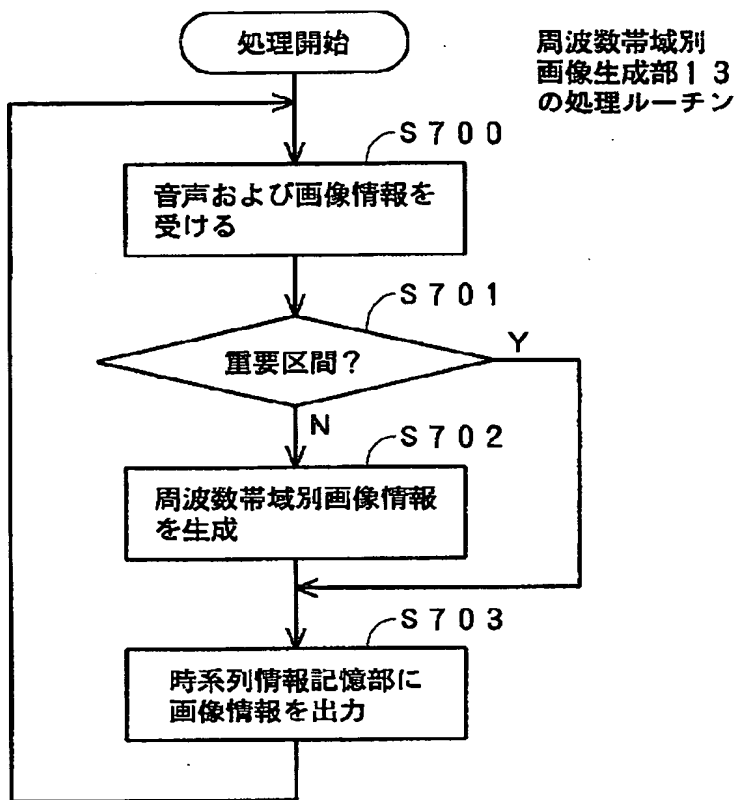 処理開始
周波数帯域別
画像生成部１３
の処理ルーチン
S７００
音声および画像情報を
受ける
S７０１
重要区間？
Y
N
S７０２
周波数帯域別画像情報
を生成
S７０３
時系列情報記憶部に
画像情報を出力